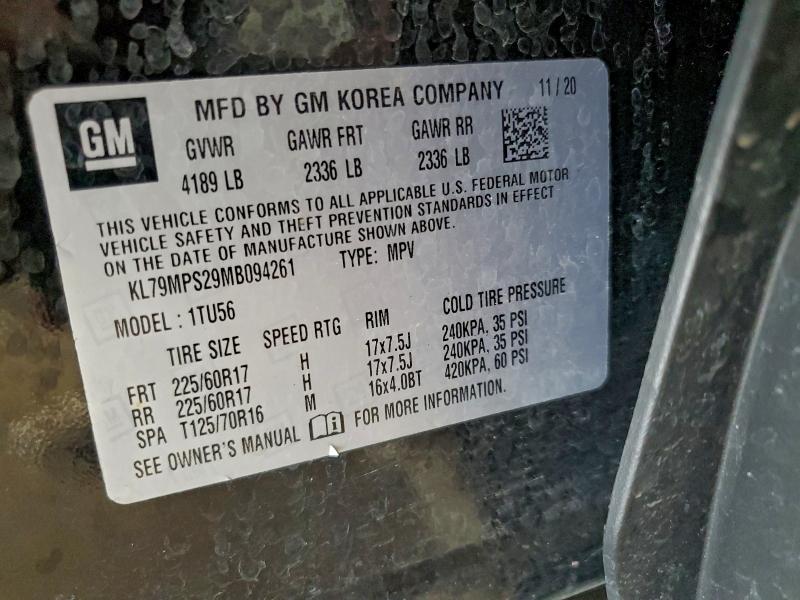 GM
MFD BY GM KOREA COMPANY 11/20
GVWR GAWR FRT GAWR RR
4189 LB 2336 LB 2336 LB
THIS VEHICLE CONFORMS TO ALL APPLICABLE U.S. FEDERAL MOTOR
VEHICLE SAFETY AND THEFT PREVENTION STANDARDS IN EFFECT
ON THE DATE OF MANUFACTURE SHOWN ABOVE.
KL79MPS29MB094261 TYPE: MPV
MODEL : 1TU56
TIRE SIZE SPEED RTG RIM COLD TIRE PRESSURE
FRT 225/60R17 H 17x7.5J 240KPA, 35 PSI
RR 225/60R17 H 17x7.5J 240KPA, 35 PSI
SPA T125/70R16 M 16x4.0BT 420KPA, 60 PSI
SEE OWNER'S MANUAL FOR MORE INFORMATION.